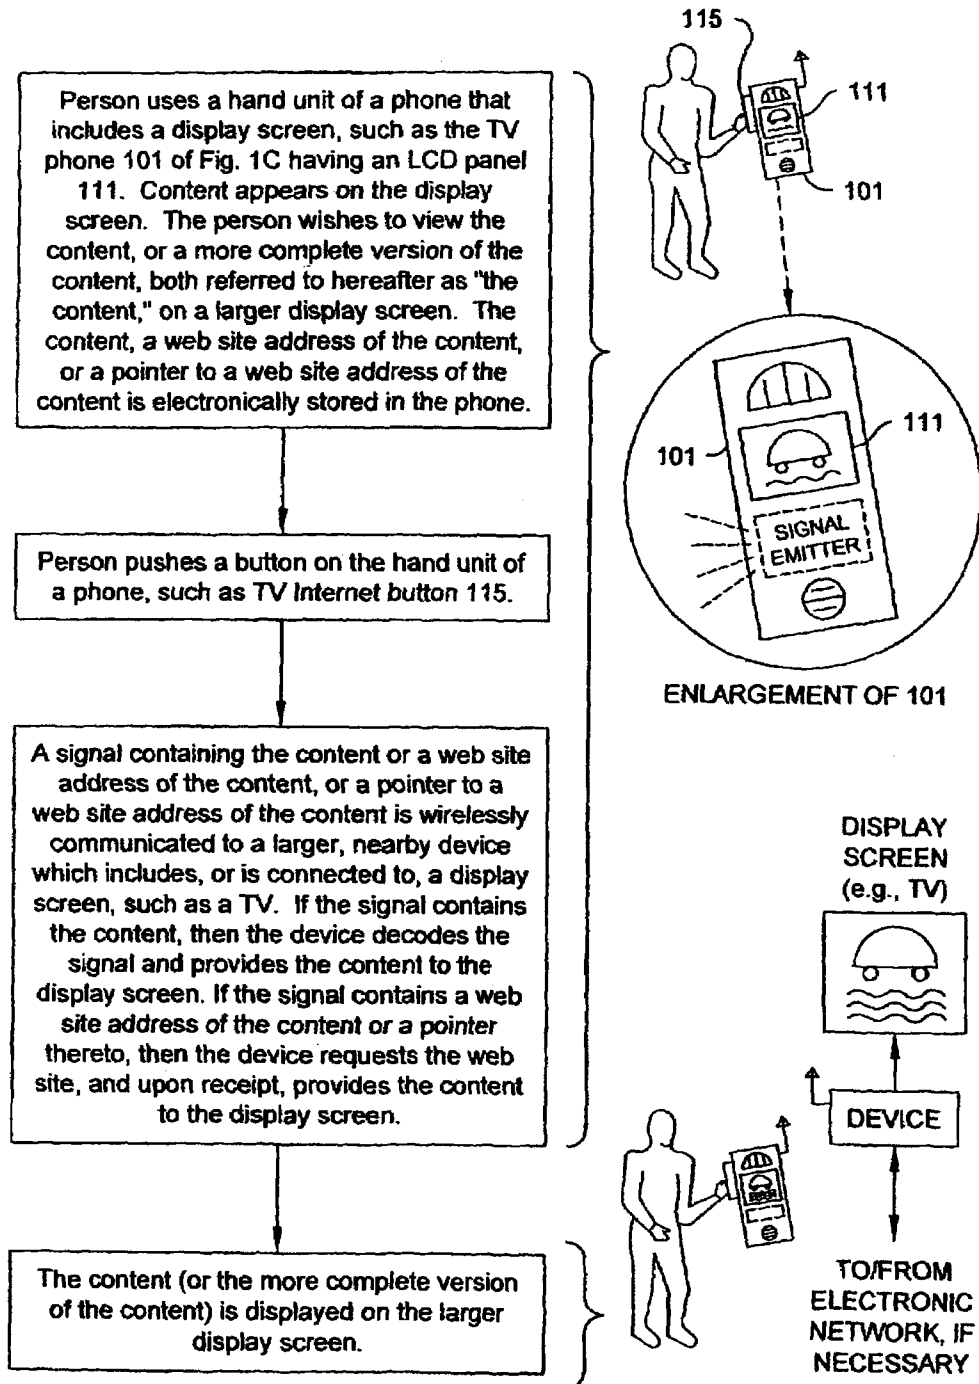 Person uses a hand unit of a phone that
includes a display screen, such as the TV
phone 101 of Fig. 1C having an LCD panel
111. Content appears on the display
screen. The person wishes to view the
content, or a more complete version of the
content, both referred to hereafter as "the
content," on a larger display screen. The
content, a web site address of the content,
or a pointer to a web site address of the
content is electronically stored in the phone.
Person pushes a button on the hand unit of
a phone, such as TV Internet button 115.
A signal containing the content or a web site
address of the content, or a pointer to a
web site address of the content is wirelessly
communicated to a larger, nearby device
which includes, or is connected to, a display
screen, such as a TV. If the signal contains
the content, then the device decodes the
signal and provides the content to the
display screen. If the signal contains a web
site address of the content or a pointer
thereto, then the device requests the web
site, and upon receipt, provides the content
to the display screen.
The content (or the more complete version
of the content) is displayed on the larger
display screen.
115
111
101
101
111
SIGNAL
EMITTER
ENLARGEMENT OF 101
DISPLAY
SCREEN
(e.g., TV)
DEVICE
TO/FROM
ELECTRONIC
NETWORK, IF
NECESSARY